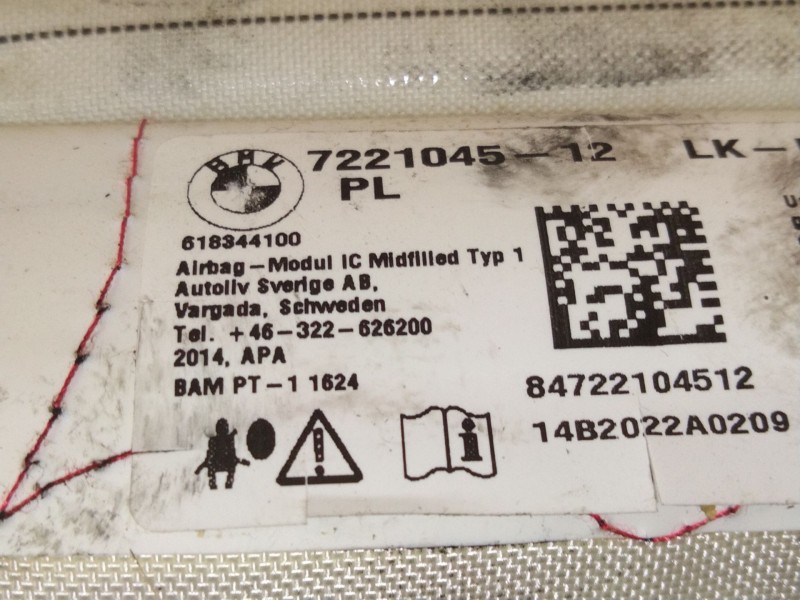 BMW
7221045-12 LK-
PL
618344100
Airbag-Modul IC Midfilled Typ 1
Autoliv Sverige AB,
Vargada, Schweden
Tel. +46-322-626200
2014, APA
BAM PT-1 1624
84722104512
14B2022A0209